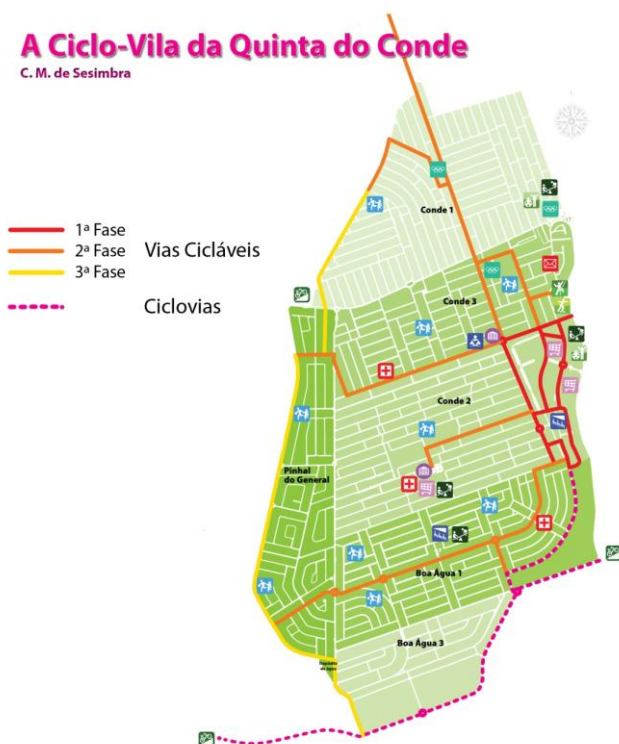 A Ciclo-Vila da Quinta do Conde
C. M. de Sesimbra
1ª Fase
2ª Fase
3ª Fase
Vias Cicláveis
Ciclovias
Conde 1
Conde 3
Conde 2
Pinhal
do General
Boa Água 1
Boa Água 3